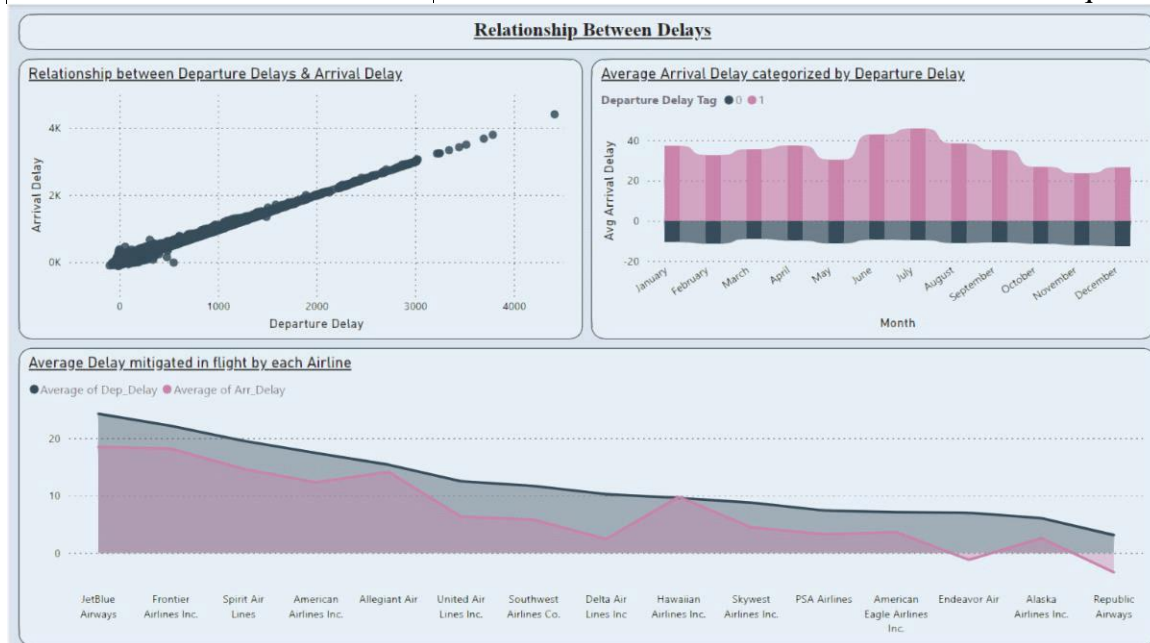 Relationship Between Delays
Relationship between Departure Delays & Arrival Delay
4K
2K
0K
Arrival Delay
0
1000
2000
3000
4000
Departure Delay
Average Arrival Delay categorized by Departure Delay
Departure Delay Tag 0 1
40
20
0
-20
Avg Arrival Delay
January
February
March
April
May
June
July
August
September
October
November
December
Month
Average Delay mitigated in flight by each Airline
Average of Dep_Delay Average of Arr_Delay
20
10
0
JetBlue
Airways
Frontier
Airlines Inc.
Spirit Air
Lines
American
Airlines Inc.
Allegiant Air
United Air
Lines Inc.
Southwest
Airlines Co.
Delta Air
Lines Inc
Hawaiian
Airlines Inc.
Skywest
Airlines Inc.
PSA Airlines
American
Eagle Airlines
Inc.
Endeavor Air
Alaska
Airlines Inc.
Republic
Airways